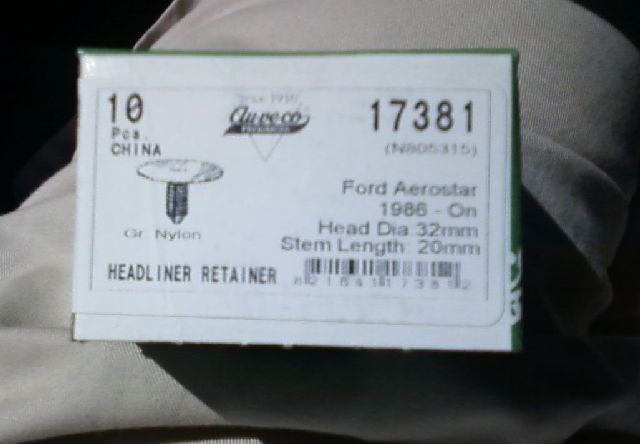 10
Pcs.
CHINA
Auveco
PRODUCTS
17381
(N805315)
Ford Aerostar
1986 - On
Head Dia 32mm
Stem Length: 20mm
Gr. Nylon
HEADLINER RETAINER